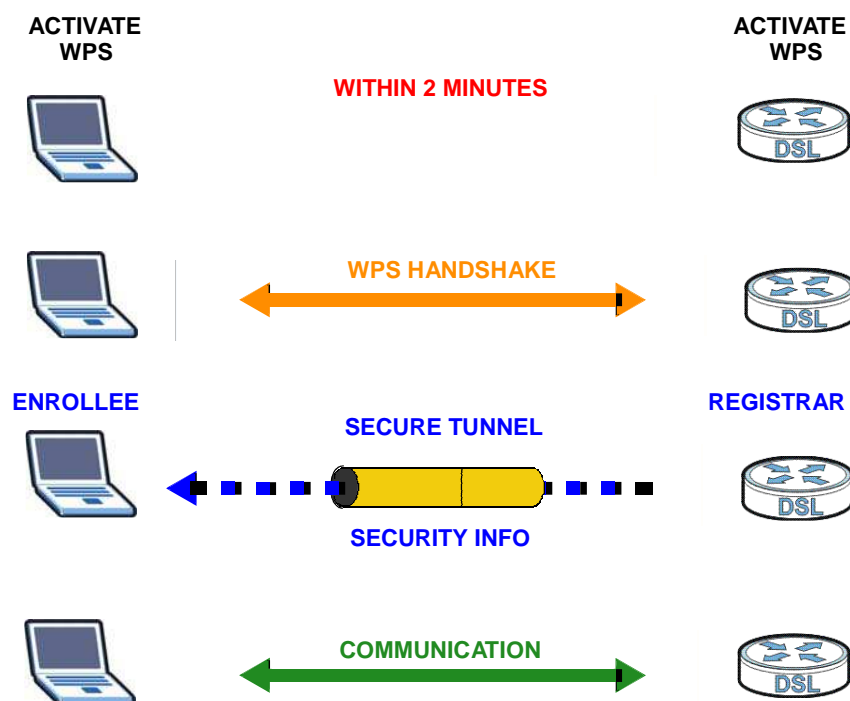 ACTIVATE
WPS
ACTIVATE
WPS
WITHIN 2 MINUTES
DSL
WPS HANDSHAKE
DSL
ENROLLEE
REGISTRAR
SECURE TUNNEL
DSL
SECURITY INFO
COMMUNICATION
DSL